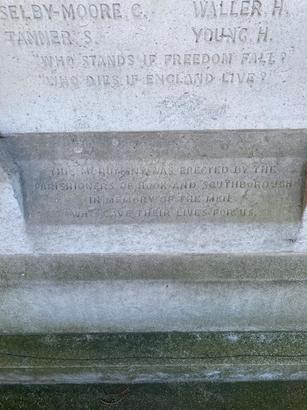 SELBY-MOORE, C. WALLER, H.
TANNER, S. YOUNG, H.
"WHO STANDS IF FREEDOM FALL?
"WHO DIES IF ENGLAND LIVE?"
THIS MONUMENT WAS ERECTED BY THE
PARISHIONERS OF HOOK AND SOUTHBOROUGH
IN MEMORY OF THE MEN
WHO GAVE THEIR LIVES FOR US.